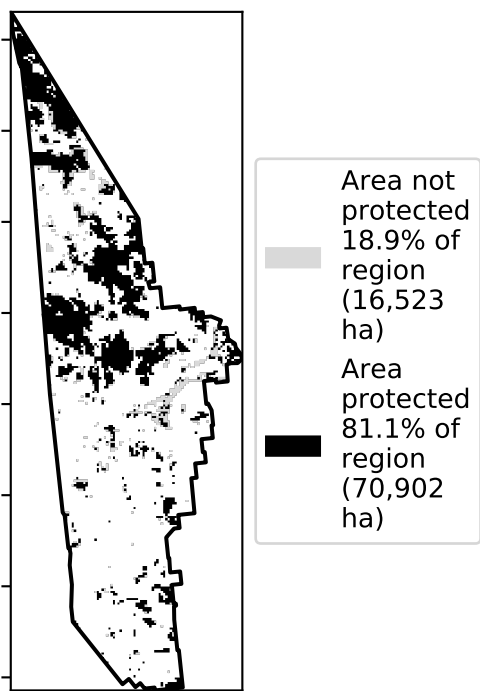 Area not
protected
18.9% of
region
(16,523
ha)
Area
protected
81.1% of
region
(70,902
ha)